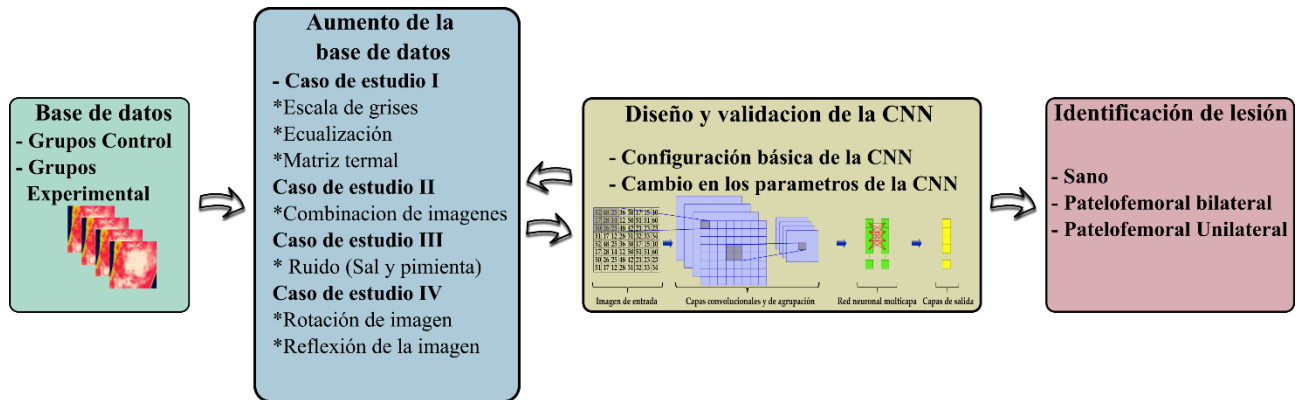 Base de datos
- Grupos Control
- Grupos
Experimental
Aumento de la
base de datos
- Caso de estudio I
*Escala de grises
*Ecualización
*Matriz termal
Caso de estudio II
*Combinacion de imagenes
Caso de estudio III
* Ruido (Sal y pimienta)
Caso de estudio IV
*Rotación de imagen
*Reflexión de la imagen
Diseño y validacion de la CNN
- Configuración básica de la CNN
- Cambio en los parametros de la CNN
Imagen de entrada
Capas convolucionales y de agrupación
Red neuronal multicapa
Capas de salida
Identificación de lesión
- Sano
- Patelofemoral bilateral
- Patelofemoral Unilateral